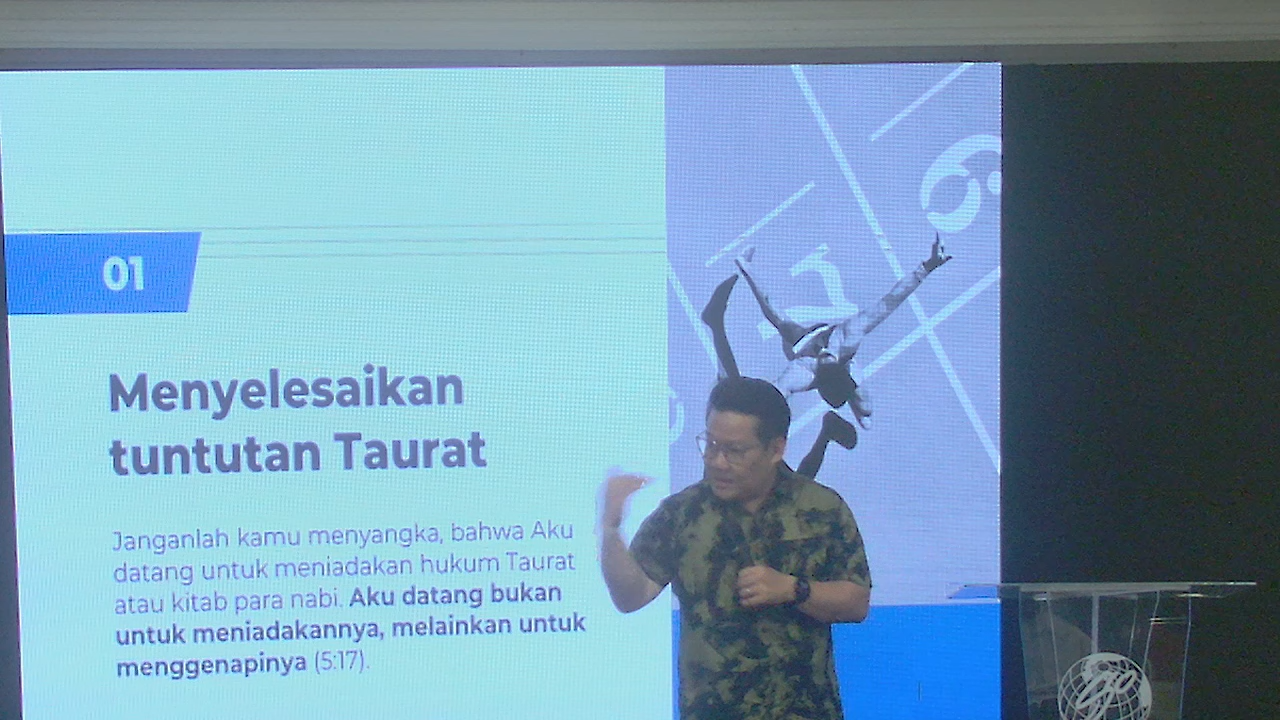 01
Menyelesaikan
tuntutan Taurat
Janganlah kamu menyangka, bahwa Aku
datang untuk meniadakan hukum Taurat
atau kitab para nabi. Aku datang bukan
untuk meniadakannya, melainkan untuk
menggenapinya (5:17).